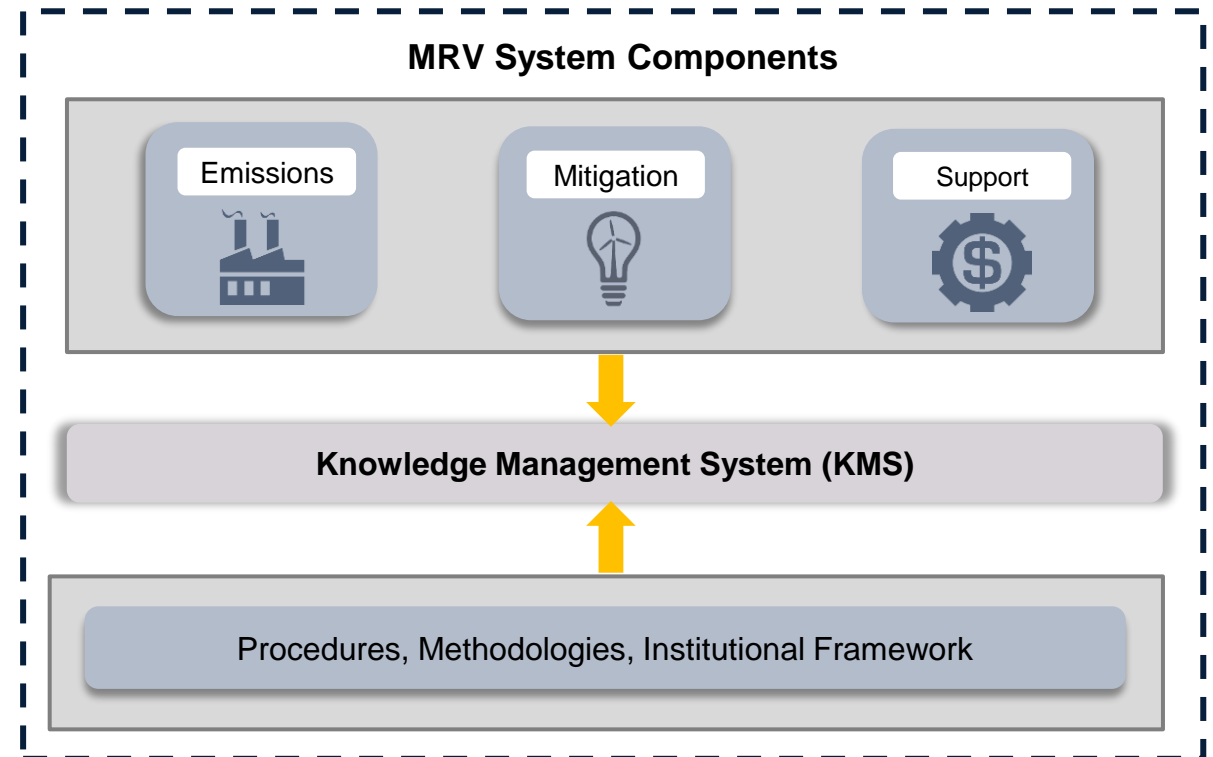 MRV System Components
Emissions
Mitigation
Support
$
Knowledge Management System (KMS)
Procedures, Methodologies, Institutional Framework